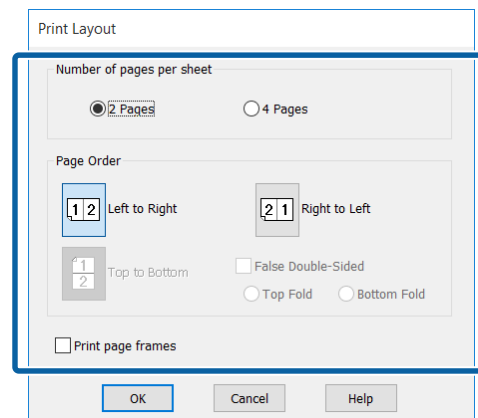 Print Layout
Number of pages per sheet
2 Pages 4 Pages
Page Order
1 2 Left to Right 2 1 Right to Left
1
2 Top to Bottom False Double-Sided
Top Fold Bottom Fold
Print page frames
OK Cancel Help